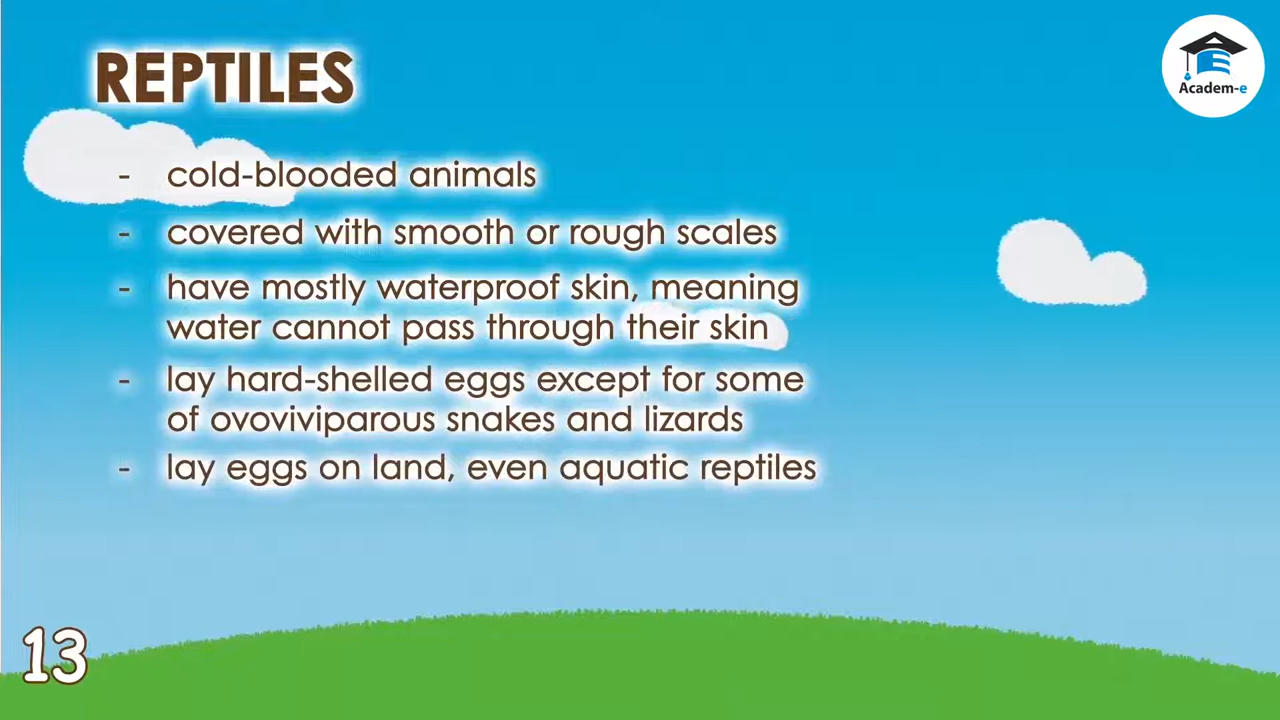 REPTILES
Academ-e
- cold-blooded animals
- covered with smooth or rough scales
- have mostly waterproof skin, meaning
water cannot pass through their skin
- lay hard-shelled eggs except for some
of ovoviviparous snakes and lizards
- lay eggs on land, even aquatic reptiles
13